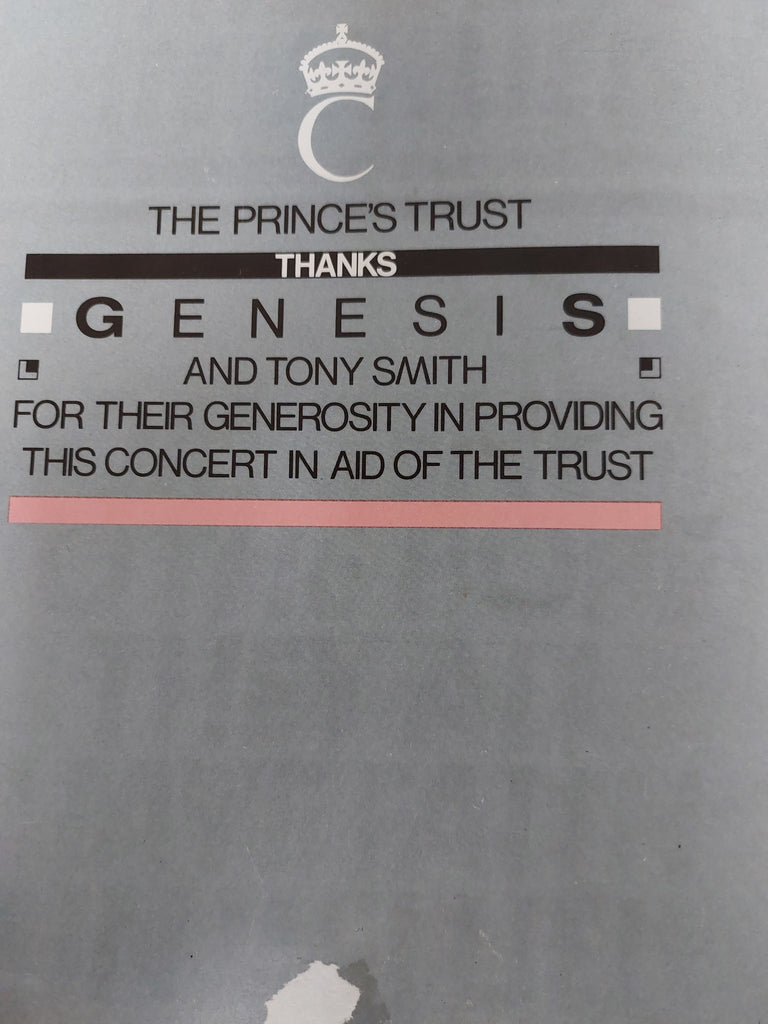 C
THE PRINCE'S TRUST
THANKS
GENESIS
AND TONY SMITH
FOR THEIR GENEROSITY IN PROVIDING
THIS CONCERT IN AID OF THE TRUST